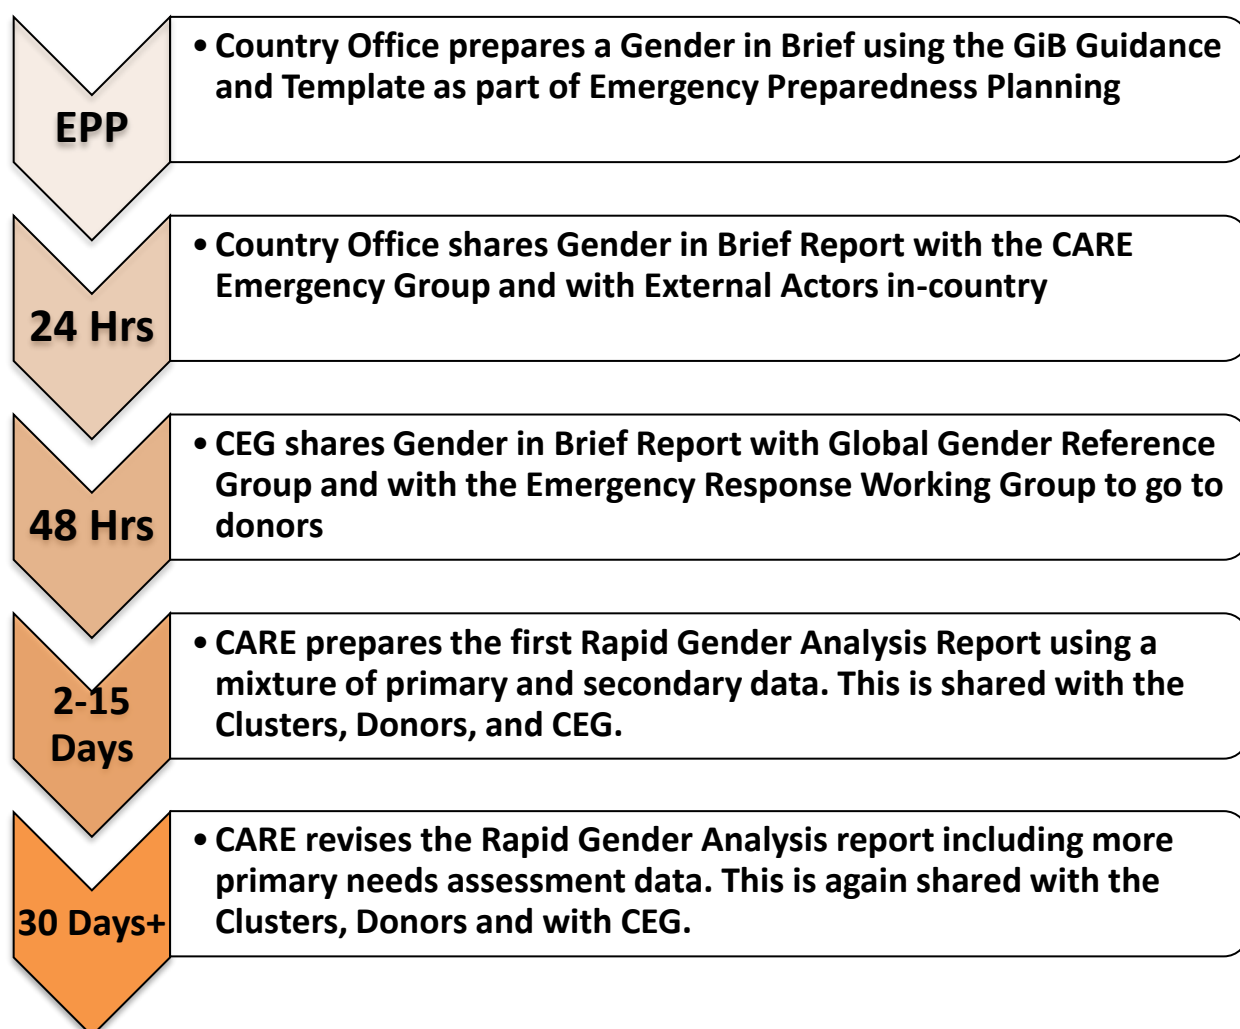 EPP
• Country Office prepares a Gender in Brief using the GiB Guidance
and Template as part of Emergency Preparedness Planning
24 Hrs
• Country Office shares Gender in Brief Report with the CARE
Emergency Group and with External Actors in-country
48 Hrs
• CEG shares Gender in Brief Report with Global Gender Reference
Group and with the Emergency Response Working Group to go to
donors
2-15
Days
• CARE prepares the first Rapid Gender Analysis Report using a
mixture of primary and secondary data. This is shared with the
Clusters, Donors, and CEG.
30 Days+
• CARE revises the Rapid Gender Analysis report including more
primary needs assessment data. This is again shared with the
Clusters, Donors and with CEG.